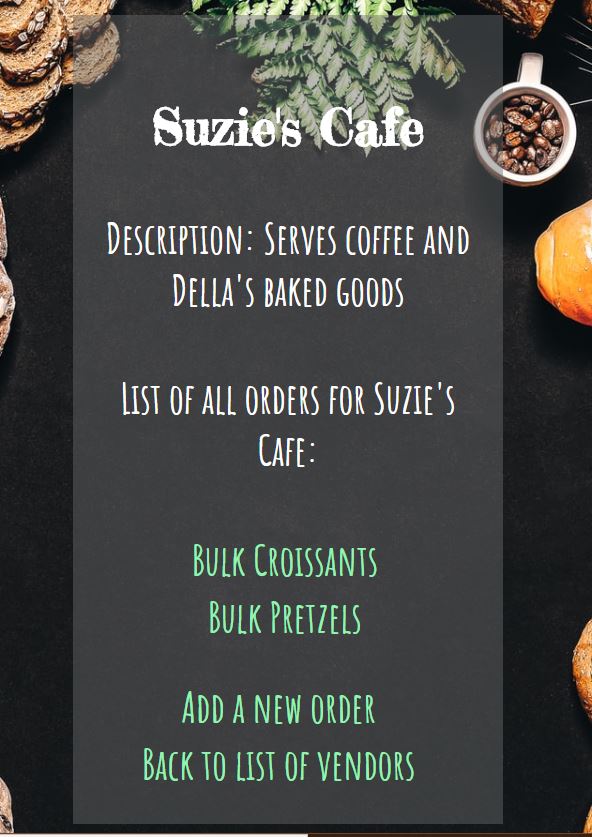 Suzie's Cafe
Description: Serves coffee and
Della's baked goods
List of all orders for Suzie's
Cafe:
Bulk Croissants
Bulk Pretzels
Add a new order
Back to list of vendors